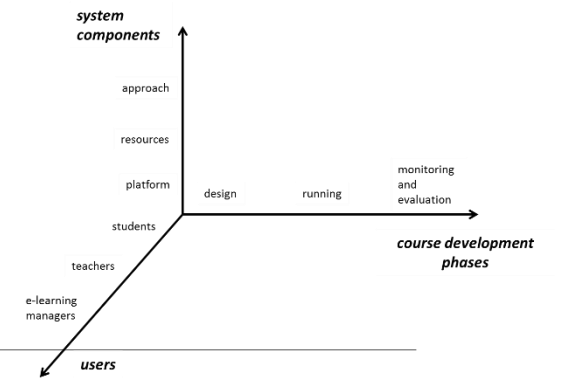 system
components
approach
resources
platform
design
running
monitoring
and
evaluation
students
course development
phases
teachers
e-learning
managers
users